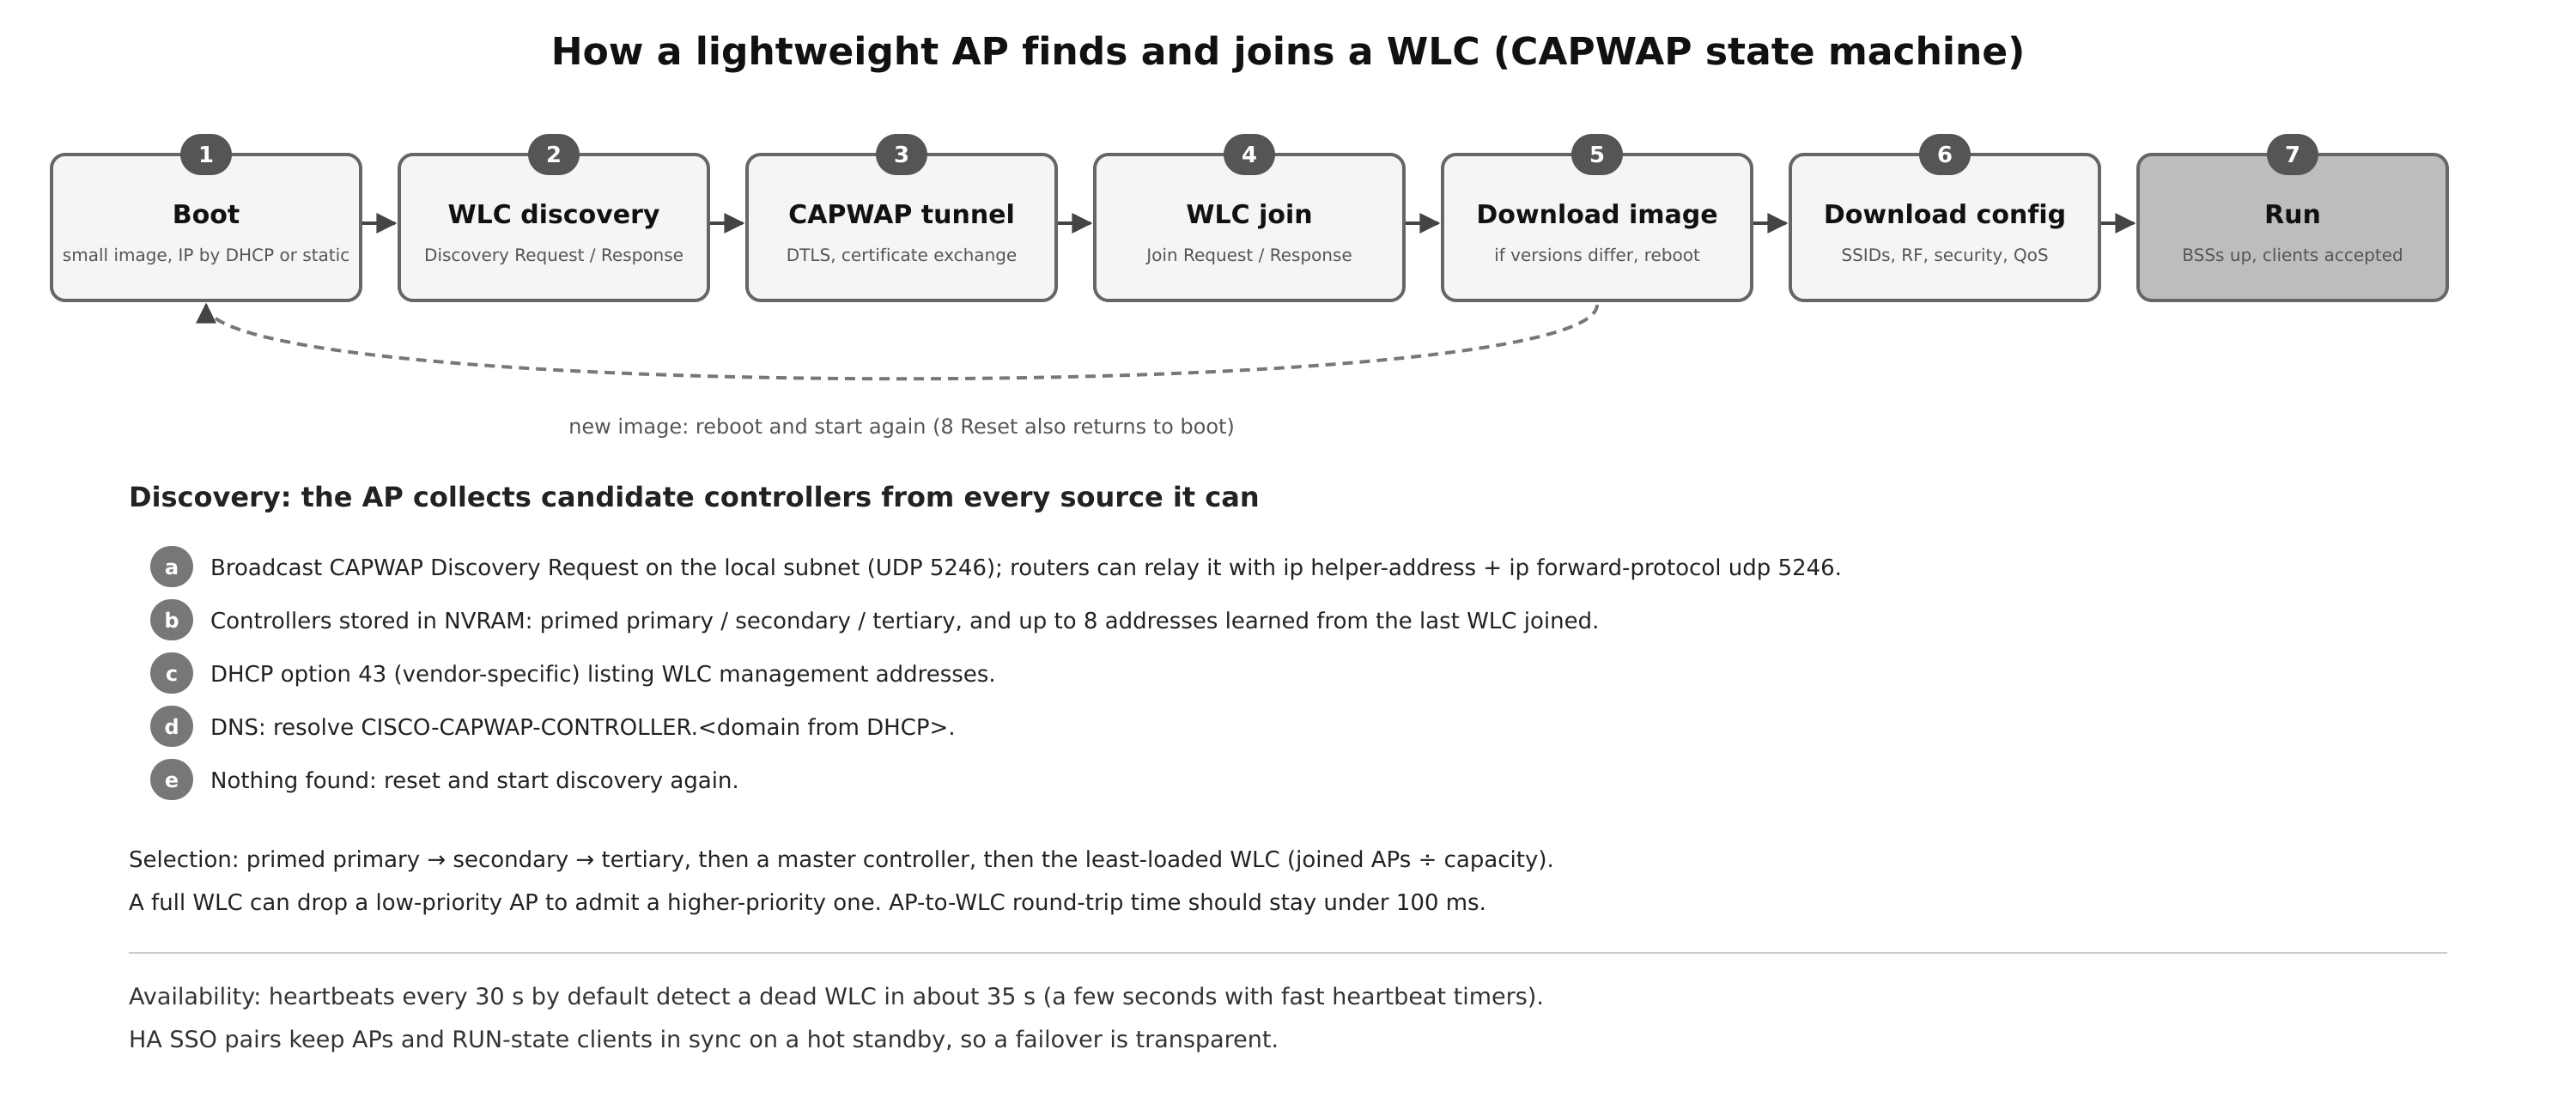 How a lightweight AP finds and joins a WLC (CAPWAP state machine)
1
Boot
small image, IP by DHCP or static
2
WLC discovery
Discovery Request / Response
3
CAPWAP tunnel
DTLS, certificate exchange
4
WLC join
Join Request / Response
5
Download image
if versions differ, reboot
6
Download config
SSIDs, RF, security, QoS
7
Run
BSSs up, clients accepted
new image: reboot and start again (8 Reset also returns to boot)
Discovery: the AP collects candidate controllers from every source it can
a Broadcast CAPWAP Discovery Request on the local subnet (UDP 5246); routers can relay it with ip helper-address + ip forward-protocol udp 5246.
b Controllers stored in NVRAM: primed primary / secondary / tertiary, and up to 8 addresses learned from the last WLC joined.
c DHCP option 43 (vendor-specific) listing WLC management addresses.
d DNS: resolve CISCO-CAPWAP-CONTROLLER.<domain from DHCP>.
e Nothing found: reset and start discovery again.
Selection: primed primary → secondary → tertiary, then a master controller, then the least-loaded WLC (joined APs ÷ capacity).
A full WLC can drop a low-priority AP to admit a higher-priority one. AP-to-WLC round-trip time should stay under 100 ms.
Availability: heartbeats every 30 s by default detect a dead WLC in about 35 s (a few seconds with fast heartbeat timers).
HA SSO pairs keep APs and RUN-state clients in sync on a hot standby, so a failover is transparent.